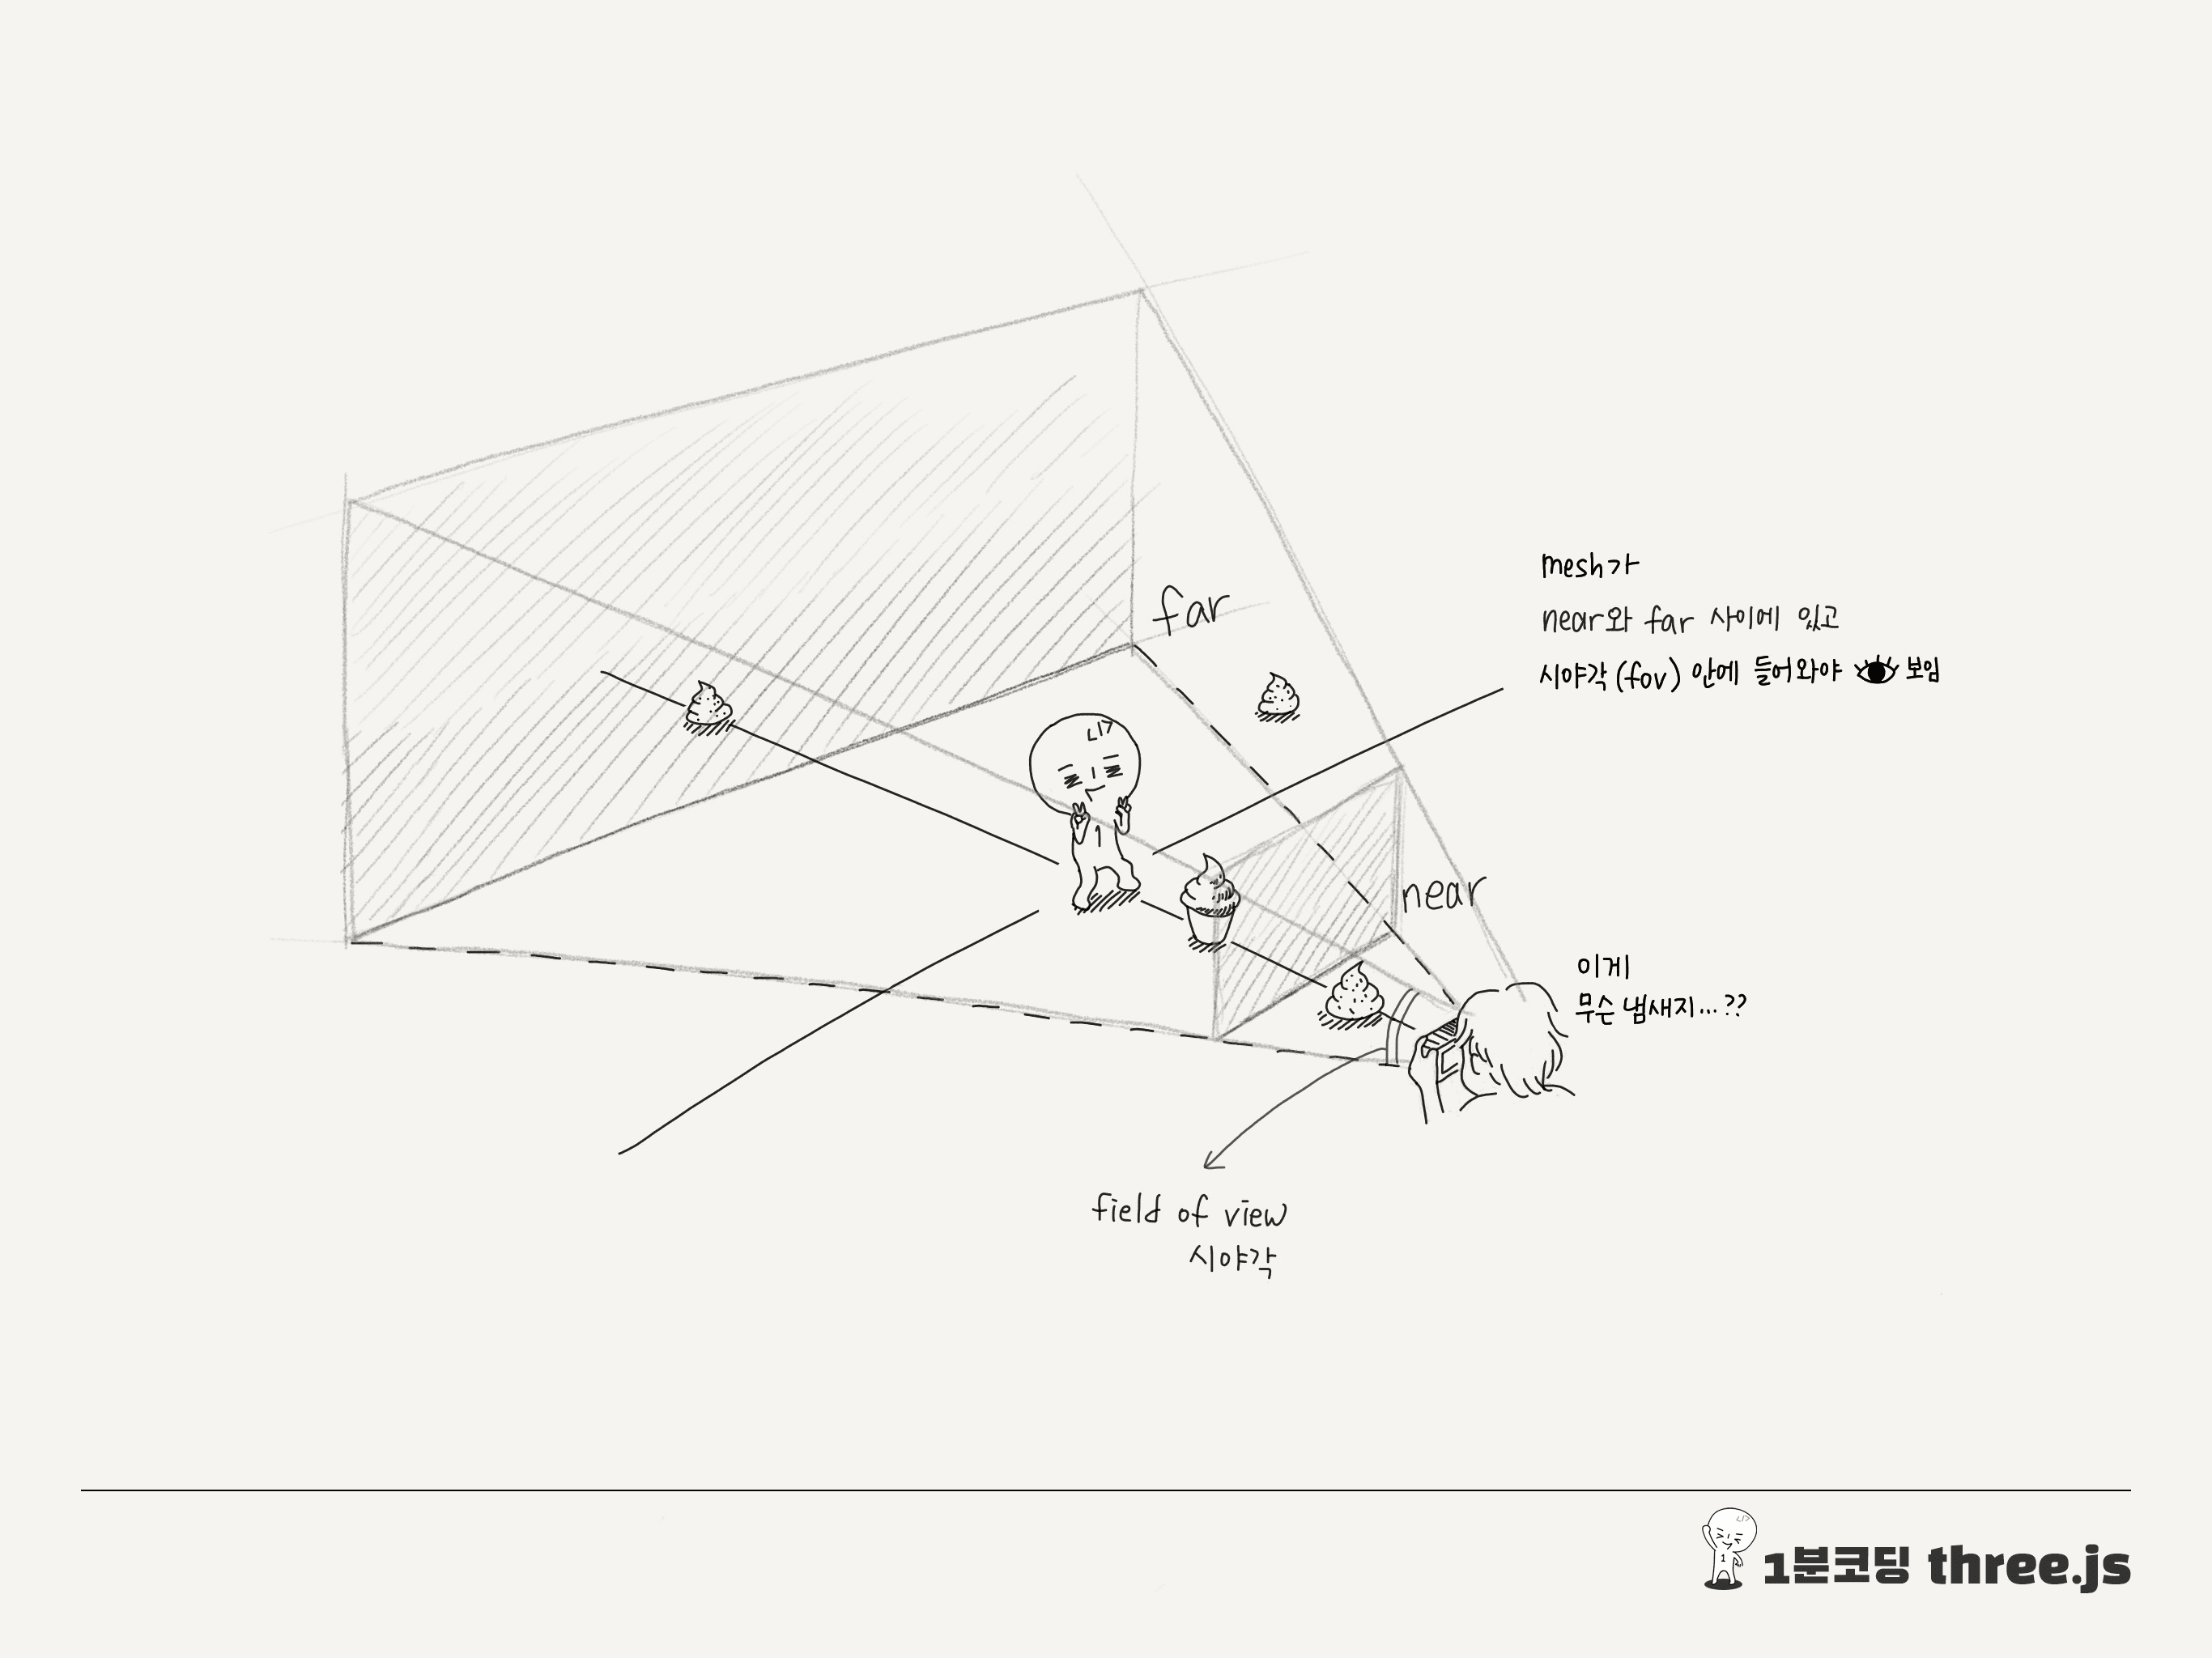 far
mesh가
near와 far 사이에 있고
시야각 (fov) 안에 들어와야 보임
1
near
이게
무슨 냄새지...??
field of view
시야각
1
1분코딩 three.js